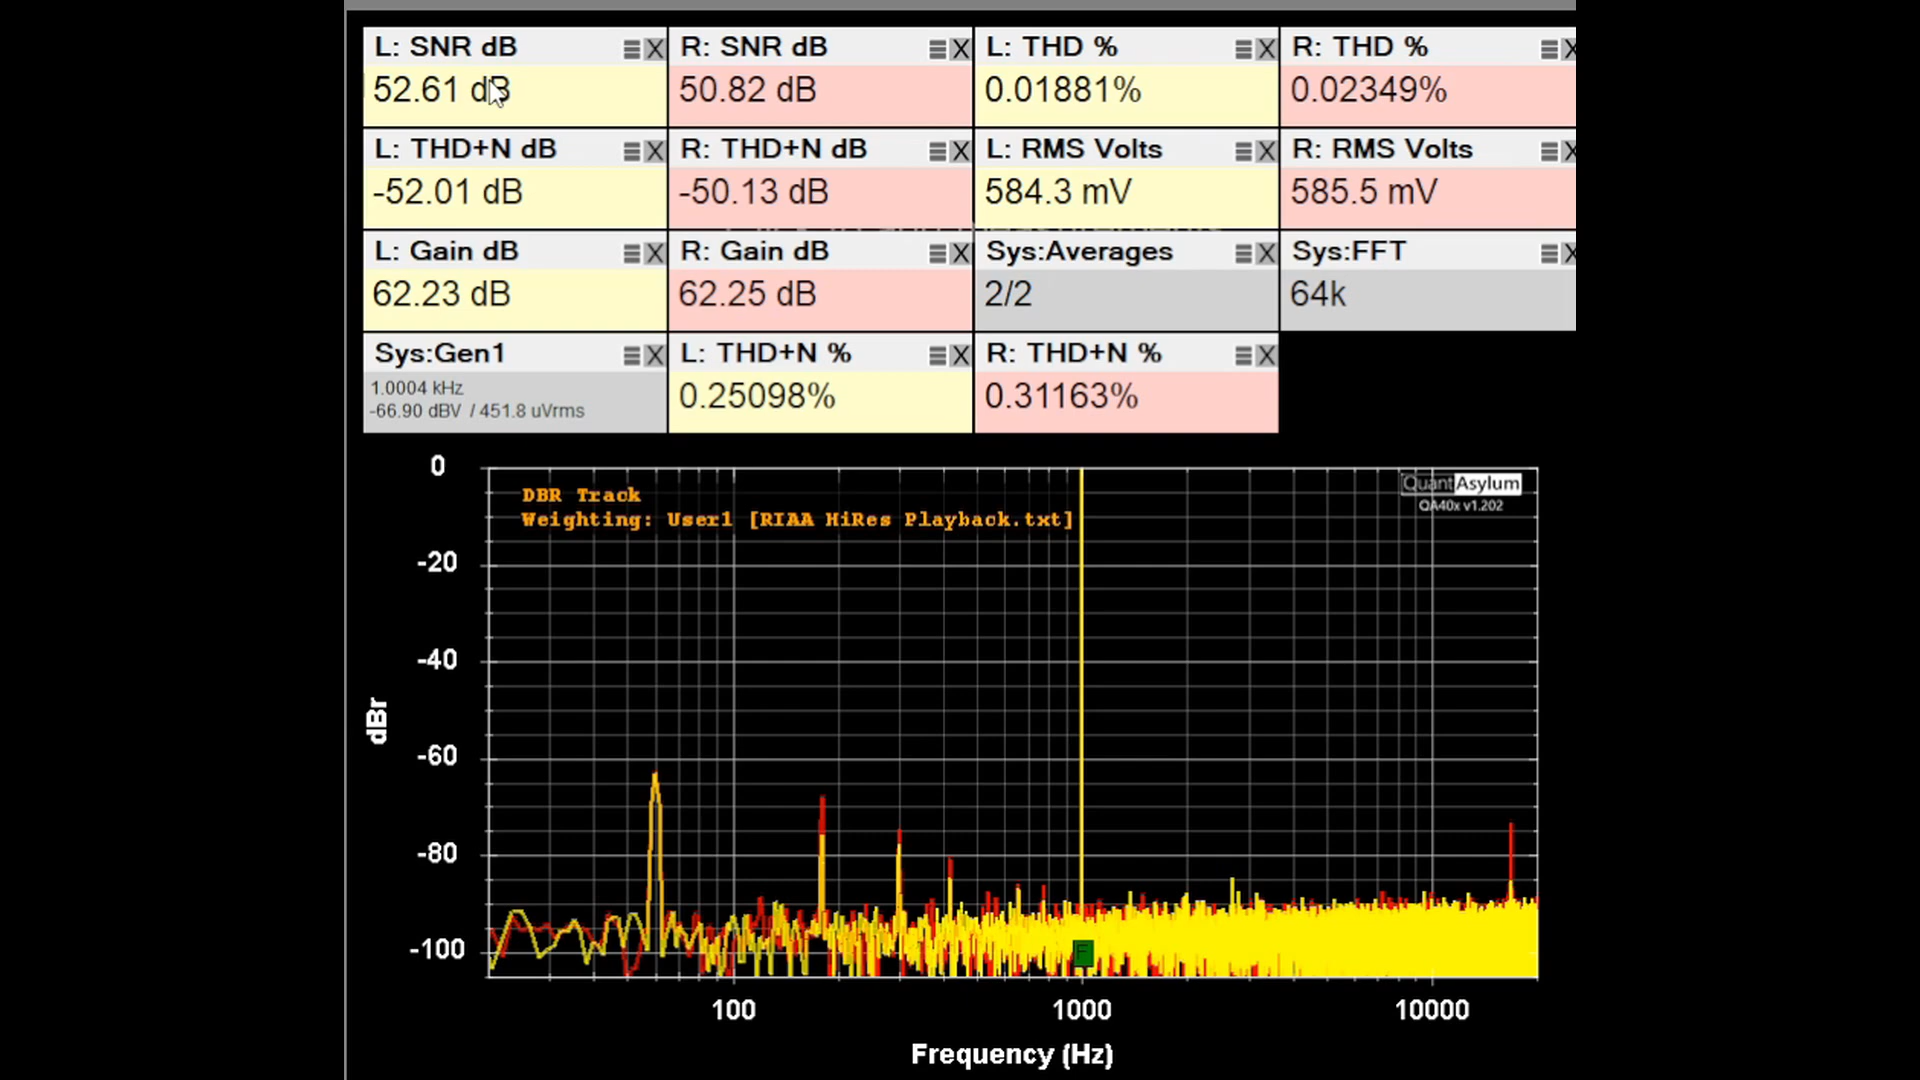 L: SNR dB
52.61 dB
R: SNR dB
50.82 dB
L: THD %
0.01881%
R: THD %
0.02349%
L: THD+N dB
-52.01 dB
R: THD+N dB
-50.13 dB
L: RMS Volts
584.3 mV
R: RMS Volts
585.5 mV
L: Gain dB
62.23 dB
R: Gain dB
62.25 dB
Sys:Averages
2/2
Sys:FFT
64k
Sys:Gen1
1.0004 kHz
-66.90 dBV / 451.8 uVrms
L: THD+N %
0.25098%
R: THD+N %
0.31163%
DBR Track
Weighting: User1 [RIAA HiRes Playback.txt]
QuantAsylum
QA40x v1.202
0
-20
-40
-60
-80
-100
dBr
F
100
1000
10000
Frequency (Hz)